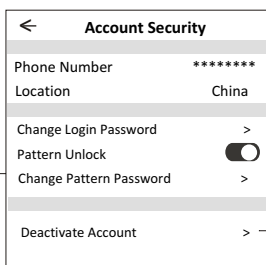 ← Account Security
Phone Number ********
Location China
Change Login Password >
Pattern Unlock
Change Pattern Password >
Deactivate Account >